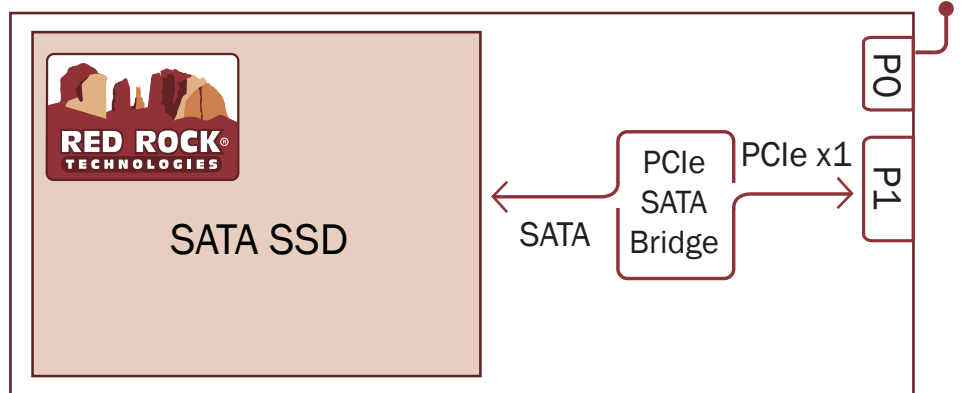 RED ROCK®
TECHNOLOGIES
SATA SSD
SATA
PCIe
SATA
Bridge
PCIe x1
P0
P1